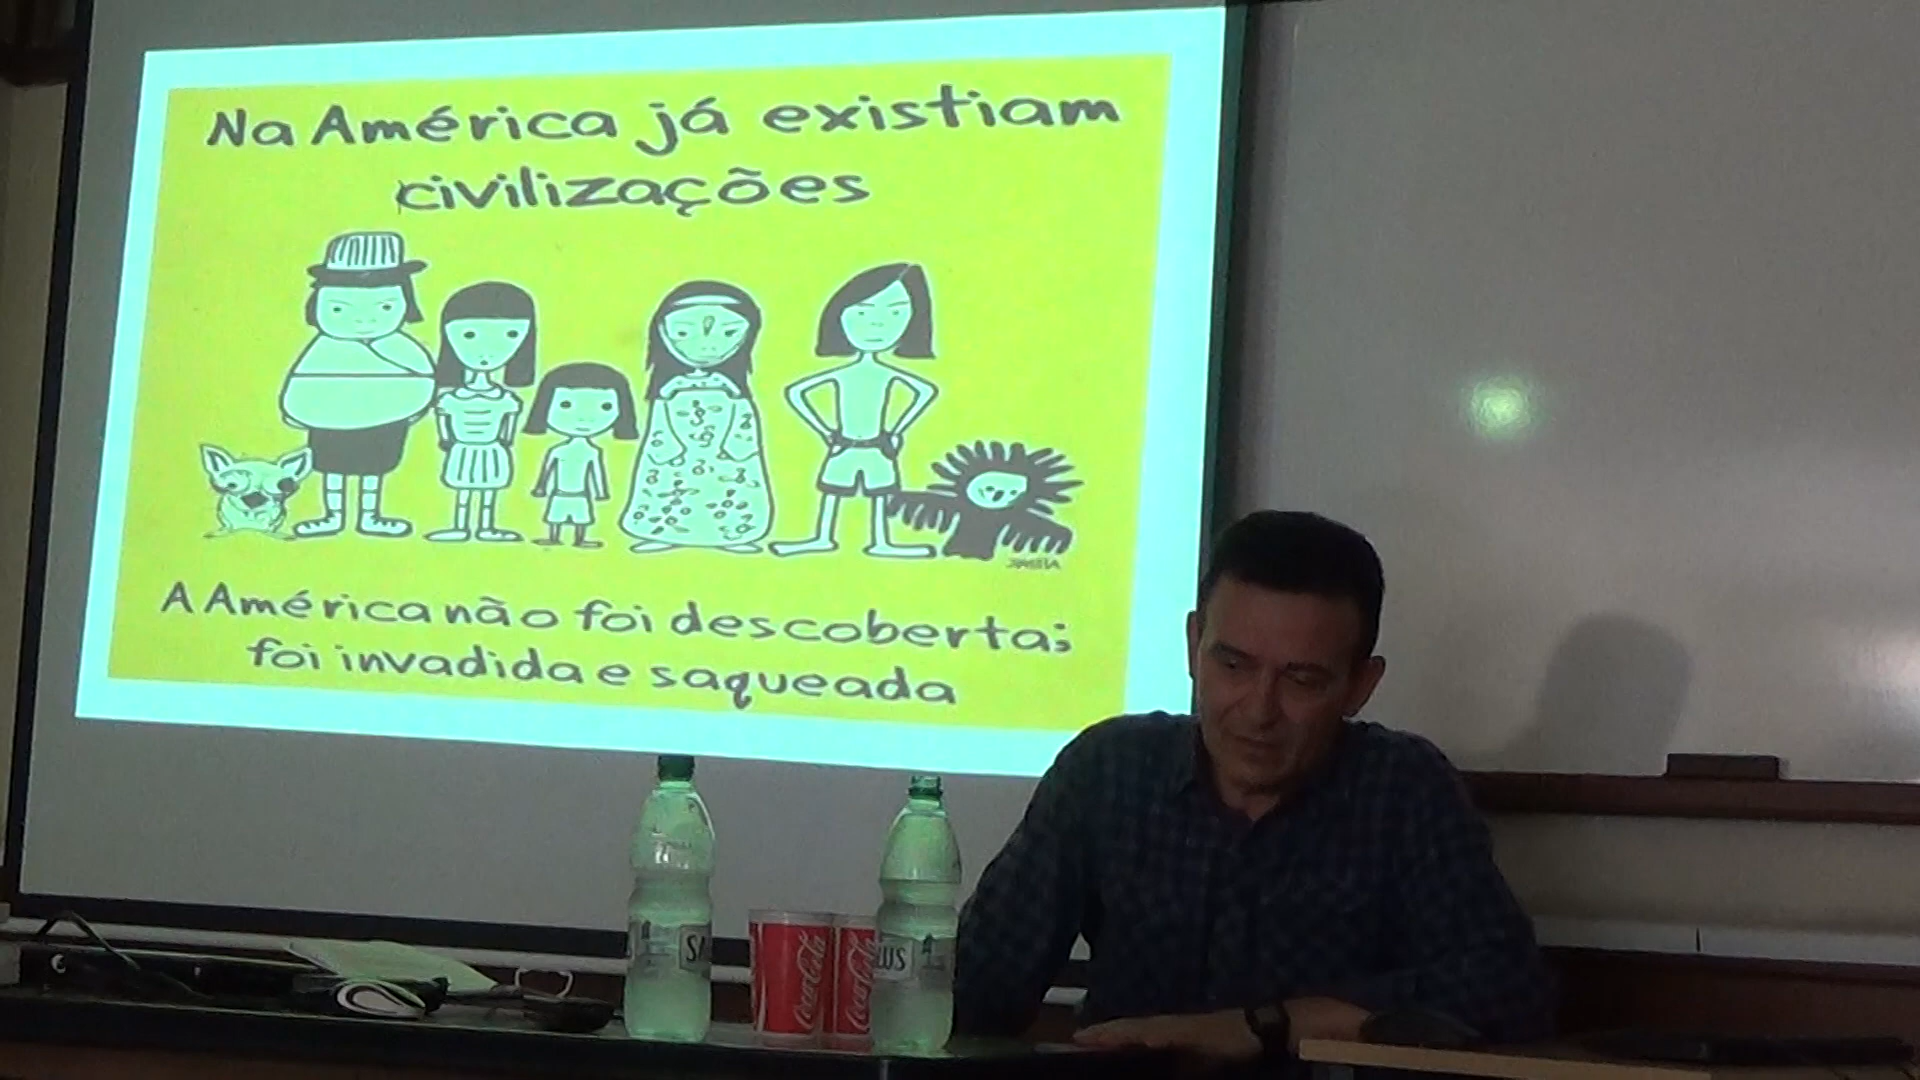 Na América já existiam
civilizações
A América não foi descoberta;
foi invadida e saqueada
Coca-Cola
Coca-Cola